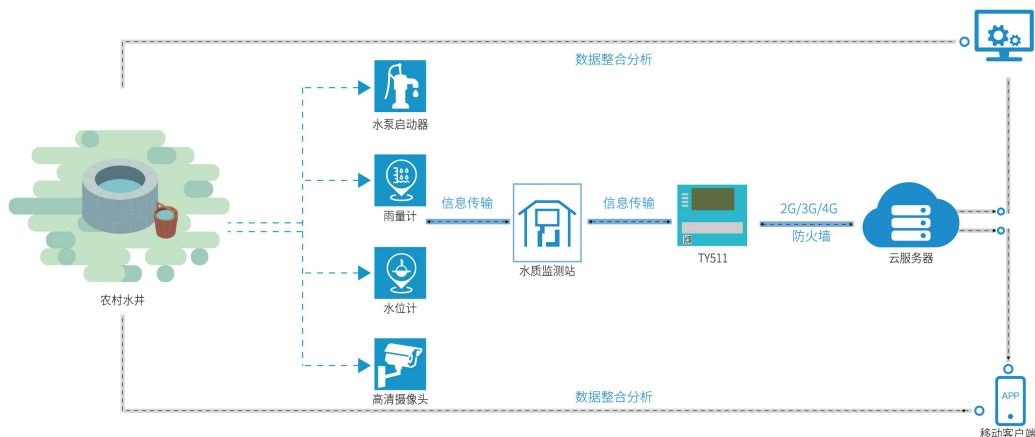 数据整合分析
水泵启动器
雨量计
信息传输
信息传输
2G/3G/4G
防火墙
水质监测站
TY511
云服务器
农村水井
水位计
高清摄像头
数据整合分析
APP
移动客户端